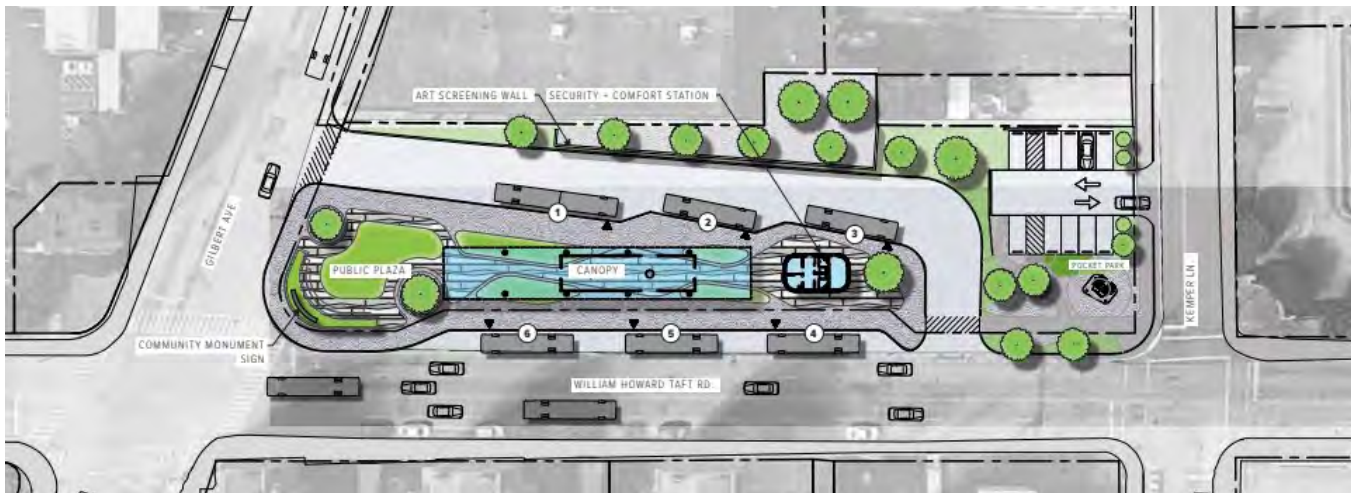 ART SCREENING WALL
SECURITY + COMFORT STATION
GILBERT AVE.
1
2
3
PUBLIC PLAZA
CANOPY
POCKET PARK
KEMPER LN.
6
5
4
COMMUNITY MONUMENT
SIGN
WILLIAM HOWARD TAFT RD.